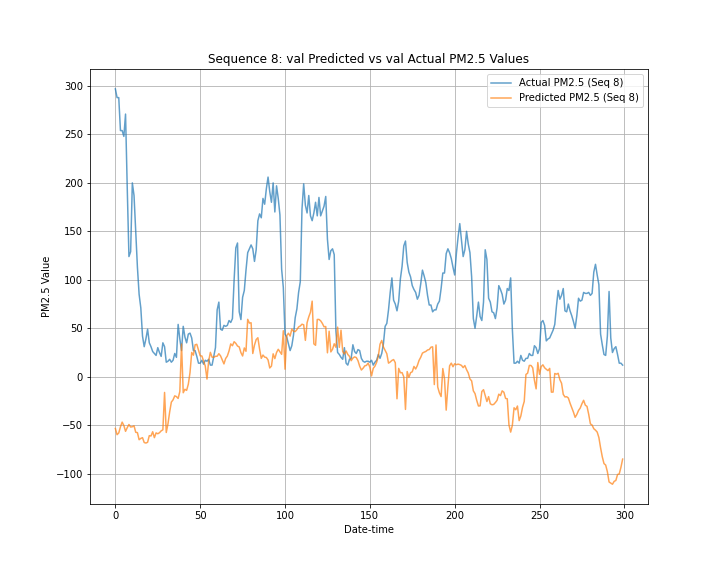 Sequence 8: val Predicted vs val Actual PM2.5 Values
Actual PM2.5 (Seq 8)
Predicted PM2.5 (Seq 8)
PM2.5 Value
300
250
200
150
100
50
0
−50
−100
0 50 100 150 200 250 300
Date-time